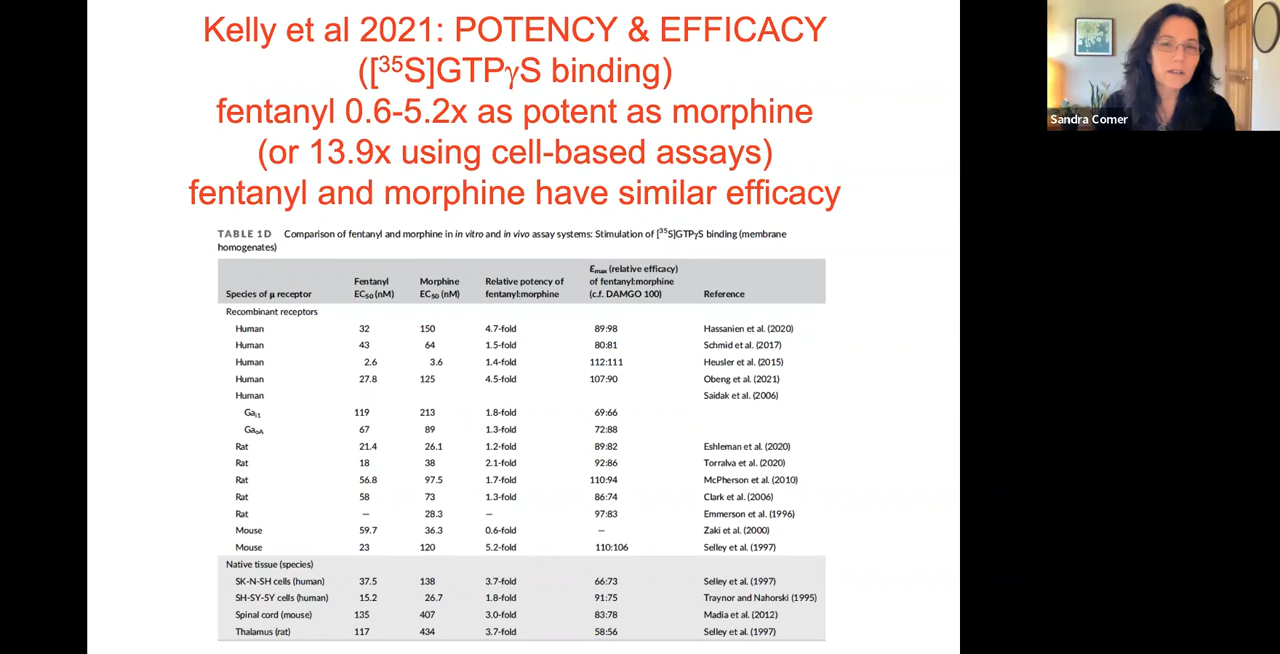 Kelly et al 2021: POTENCY & EFFICACY
([³⁵S]GTPγS binding)
fentanyl 0.6-5.2x as potent as morphine
(or 13.9x using cell-based assays)
fentanyl and morphine have similar efficacy
Sandra Comer
TABLE 1D Comparison of fentanyl and morphine in in vitro and in vivo assay systems: Stimulation of [³⁵S]GTPγS binding (membrane
homogenates)
Species of μ receptor Fentanyl EC₅₀ (nM) Morphine EC₅₀ (nM) Relative potency of fentanyl:morphine Eₘₐₓ (relative efficacy) of fentanyl:morphine (c.f. DAMGO 100) Reference
Recombinant receptors
Human 32 150 4.7-fold 89:98 Hassanien et al. (2020)
Human 43 64 1.5-fold 80:81 Schmid et al. (2017)
Human 2.6 3.6 1.4-fold 112:111 Heusler et al. (2015)
Human 27.8 125 4.5-fold 107:90 Obeng et al. (2021)
Human Saidak et al. (2006)
Gαi1 119 213 1.8-fold 69:66
GαoA 67 89 1.3-fold 72:88
Rat 21.4 26.1 1.2-fold 89:82 Eshleman et al. (2020)
Rat 18 38 2.1-fold 92:86 Torralva et al. (2020)
Rat 56.8 97.5 1.7-fold 110:94 McPherson et al. (2010)
Rat 58 73 1.3-fold 86:74 Clark et al. (2006)
Rat — 28.3 — 97:83 Emmerson et al. (1996)
Mouse 59.7 36.3 0.6-fold — Zaki et al. (2000)
Mouse 23 120 5.2-fold 110:106 Selley et al. (1997)
Native tissue (species)
SK-N-SH cells (human) 37.5 138 3.7-fold 66:73 Selley et al. (1997)
SH-SY-5Y cells (human) 15.2 26.7 1.8-fold 91:75 Traynor and Nahorski (1995)
Spinal cord (mouse) 135 407 3.0-fold 83:78 Madia et al. (2012)
Thalamus (rat) 117 434 3.7-fold 58:56 Selley et al. (1997)